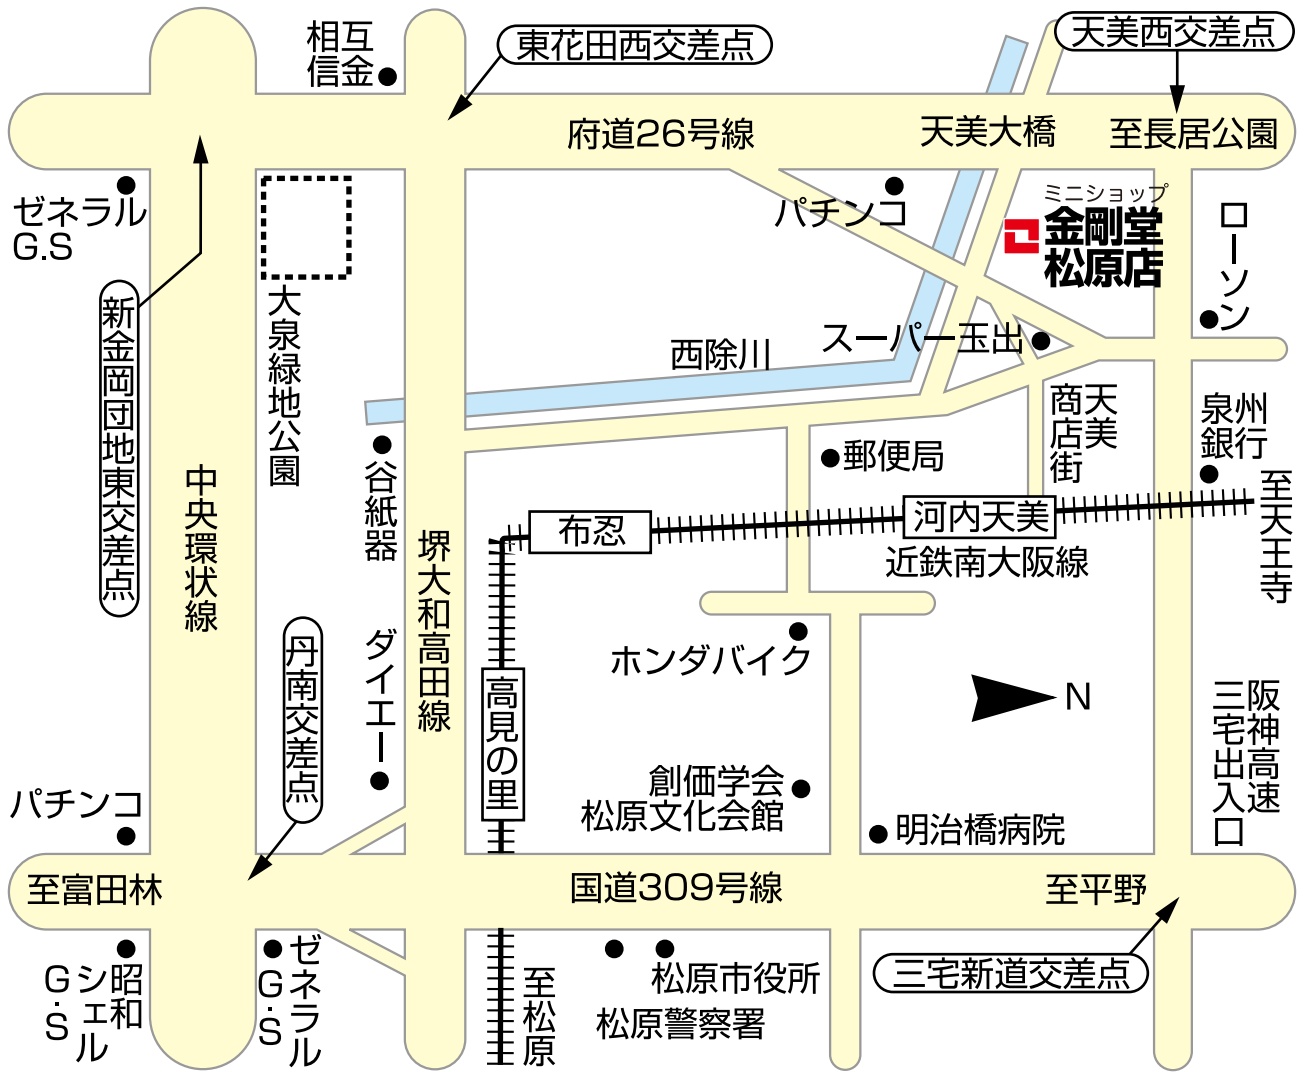 相互
信金
東花田西交差点
天美西交差点
府道26号線
天美大橋
至長居公園
ゼネラル
G.S
パチンコ
ミニショップ
金剛堂
松原店
ローソン
新金岡団地東交差点
大泉緑地公園
西除川
スーパー玉出
天美
商店街
泉州
銀行
中央環状線
谷紙器
郵便局
布忍
河内天美
近鉄南大阪線
至天王寺
堺大和高田線
丹南交差点
ダイエー
高見の里
ホンダバイク
N
阪神高速
三宅出入口
パチンコ
創価学会
松原文化会館
明治橋病院
至富田林
国道309号線
至平野
昭和
シェル
G・S
ゼネラル
G・S
至松原
松原市役所
松原警察署
三宅新道交差点